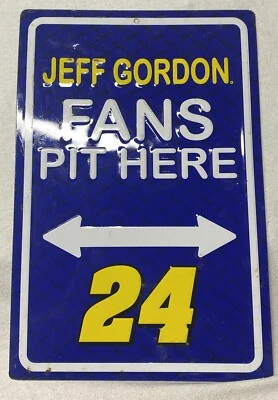 JEFF GORDON
FANS
PIT HERE
24